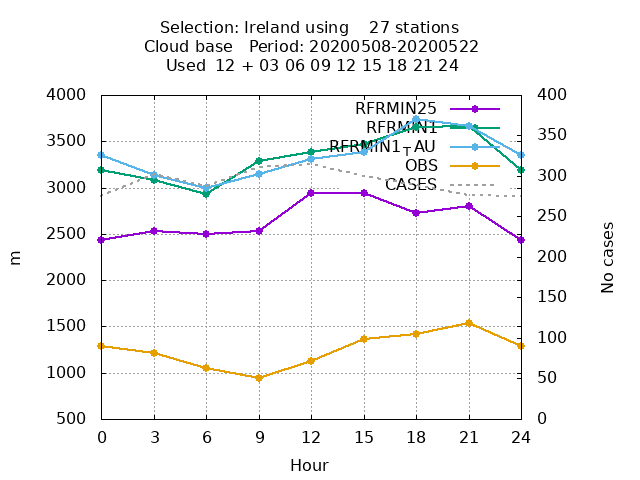 Selection: Ireland using    27 stations
Cloud base   Period: 20200508-20200522
Used  12 + 03 06 09 12 15 18 21 24
4000
3500
3000
2500
2000
1500
1000
500
m
400
350
300
250
200
150
100
50
0
No cases
RFRMIN25
RFRMIN1
RFRMIN1+AU
OBS
CASES
0 3 6 9 12 15 18 21 24
Hour